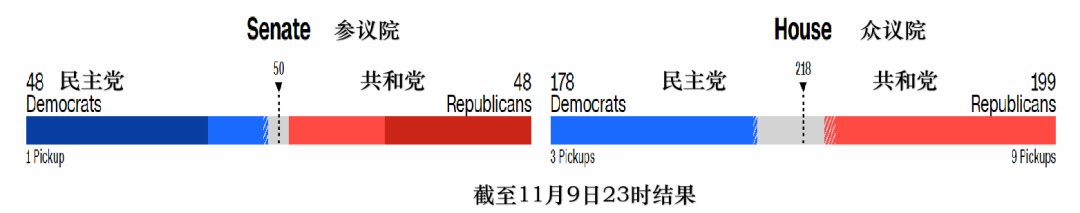 Senate 参议院
50
48 民主党 共和党 48
Democrats Republicans
1 Pickup
House 众议院
218
178 民主党 共和党 199
Democrats Republicans
3 Pickups 9 Pickups
截至11月9日23时结果